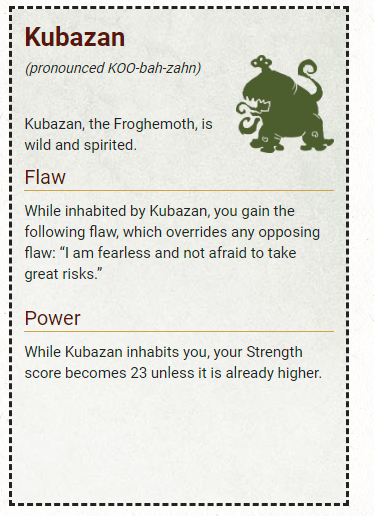 Kubazan
(pronounced KOO-bah-zahn)
Kubazan, the Froghemoth, is
wild and spirited.
Flaw
While inhabited by Kubazan, you gain the
following flaw, which overrides any opposing
flaw: “I am fearless and not afraid to take
great risks.”
Power
While Kubazan inhabits you, your Strength
score becomes 23 unless it is already higher.